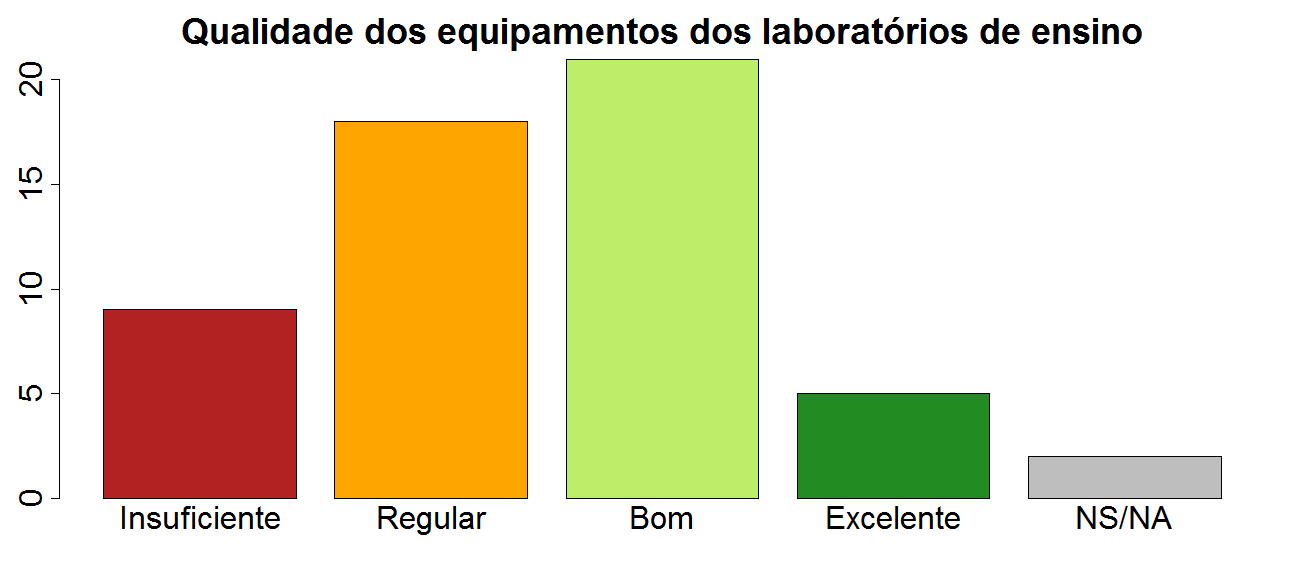 Qualidade dos equipamentos dos laboratórios de ensino
20
15
10
5
0
Insuficiente Regular Bom Excelente NS/NA